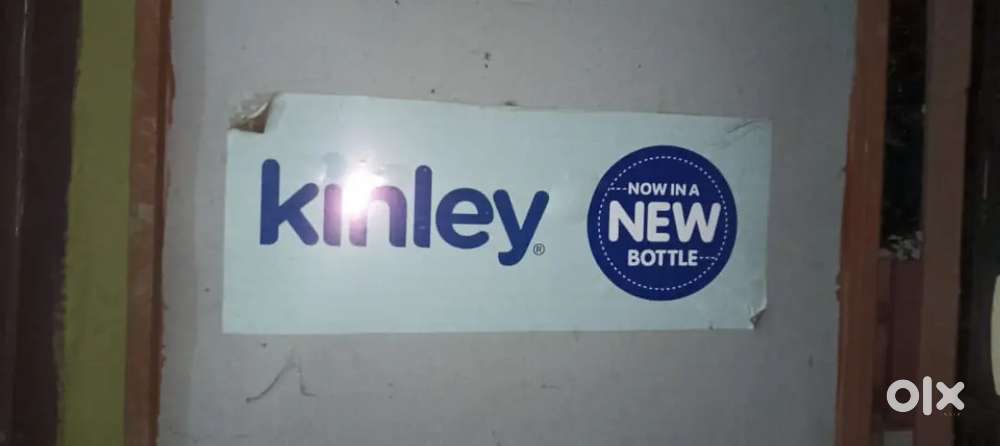 kinley®
NOW IN A
NEW
BOTTLE
olx